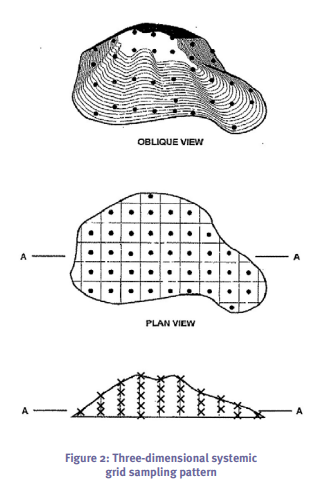 OBLIQUE VIEW
A A
PLAN VIEW
A A
Figure 2: Three-dimensional systemic
grid sampling pattern